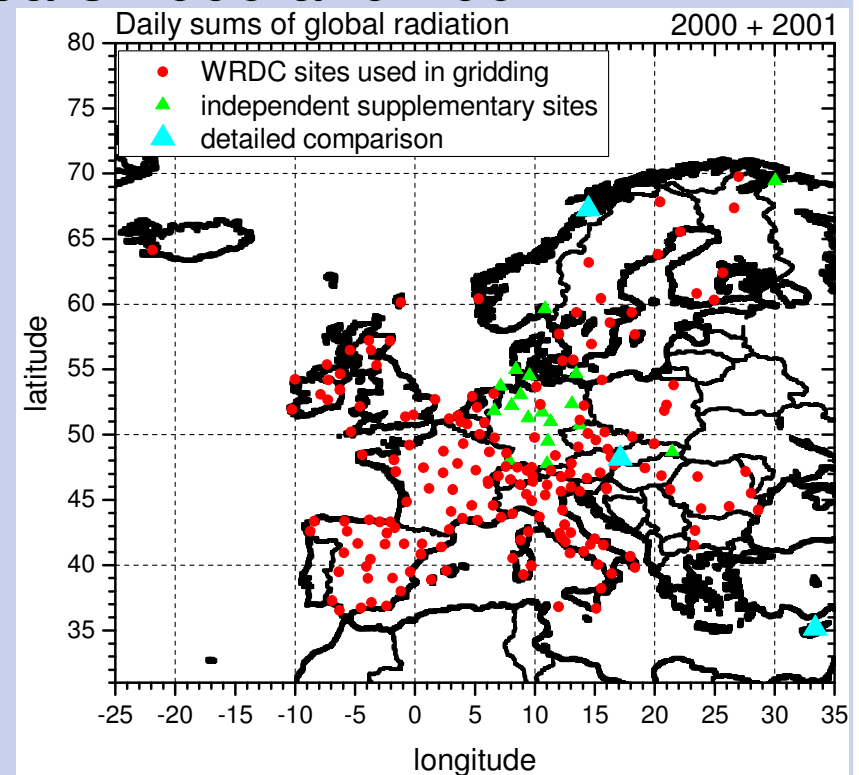 Daily sums of global radiation 2000 + 2001
WRDC sites used in gridding
independent supplementary sites
detailed comparison
80
75
70
65
60
55
50
45
40
35
latitude
-25 -20 -15 -10 -5 0 5 10 15 20 25 30 35
longitude